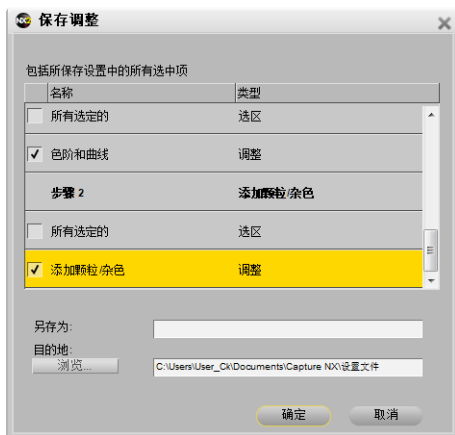 NX2 保存调整
包括所保存设置中的所有选中项
名称 类型
所有选定的 选区
色阶和曲线 调整
步骤 2 添加颗粒/杂色
所有选定的 选区
添加颗粒/杂色 调整
另存为:
目的地:
浏览... C:\Users\User_Ck\Documents\Capture NX\设置文件
确定 取消